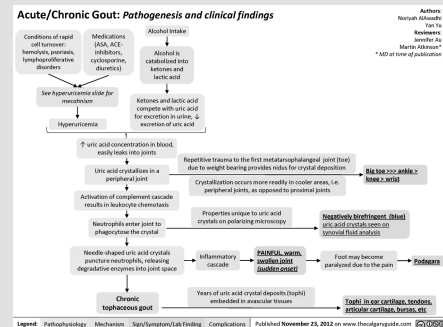 Acute/Chronic Gout: Pathogenesis and clinical findings
Authors:
Noriyah AlAwadhi
Yan Yu
Reviewers:
Jennifer Au
Martin Atkinson*
* MD at time of publication
Conditions of rapid
cell turnover:
hemolysis, psoriasis,
lymphoproliferative
disorders
Medications
(ASA, ACE-
inhibitors,
cyclosporine,
diuretics)
Alcohol Intake
Alcohol is
catabolized into
ketones and
lactic acid
See hyperuricemia slide for
mecahnism
Ketones and lactic acid
compete with uric acid
for excretion in urine, ↓
excretion of uric acid
Hyperuricemia
↑ uric acid concentration in blood,
easily leaks into joints
Uric acid crystallizes in a
peripheral joint
Repetitive trauma to the first metatarsophalangeal joint (toe)
due to weight bearing provides nidus for crystal deposition
Crystallization occurs more readily in cooler areas, i.e.
peripheral joints, as opposed to proximal joints
Big toe >>> ankle >
knee > wrist
Activation of complement cascade
results in leukocyte chemotaxis
Neutrophils enter joint to
phagocytose the crystal
Properties unique to uric acid
crystals on polarizing microscopy
Negatively birefringent (blue)
uric acid crystals seen on
synovial fluid analysis
Needle-shaped uric acid crystals
puncture neutrophils, releasing
degradative enzymes into joint space
Inflammatory
cascade
PAINFUL, warm,
swollen joint
(sudden onset)
Foot may become
paralyzed due to the pain
Podagara
Chronic
tophaceous gout
Years of uric acid crystal deposits (tophi)
embedded in avascular tissues
Tophi in ear cartilage, tendons,
articular cartilage, bursas, etc
Legend: Pathophysiology Mechanism Sign/Symptom/Lab Finding Complications Published November 23, 2012 on www.thecalgaryguide.com